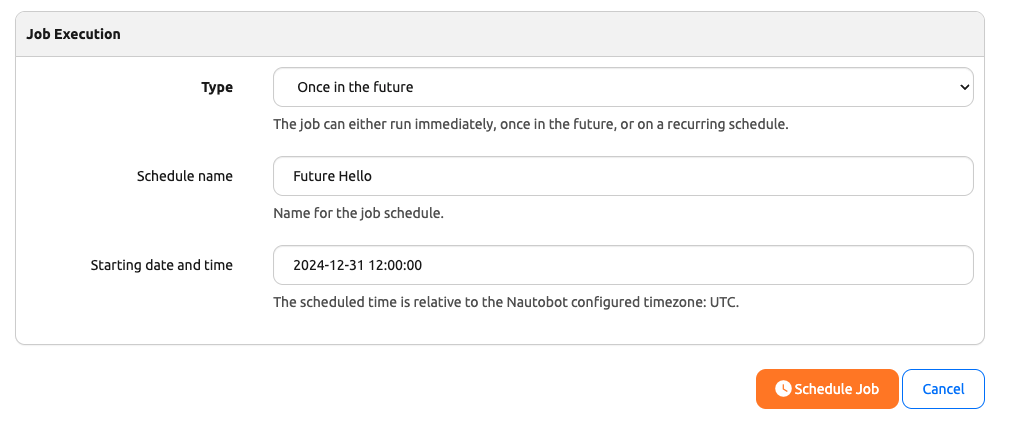 Job Execution
Type
Once in the future
The job can either run immediately, once in the future, or on a recurring schedule.
Schedule name
Future Hello
Name for the job schedule.
Starting date and time
2024-12-31 12:00:00
The scheduled time is relative to the Nautobot configured timezone: UTC.
Schedule Job
Cancel